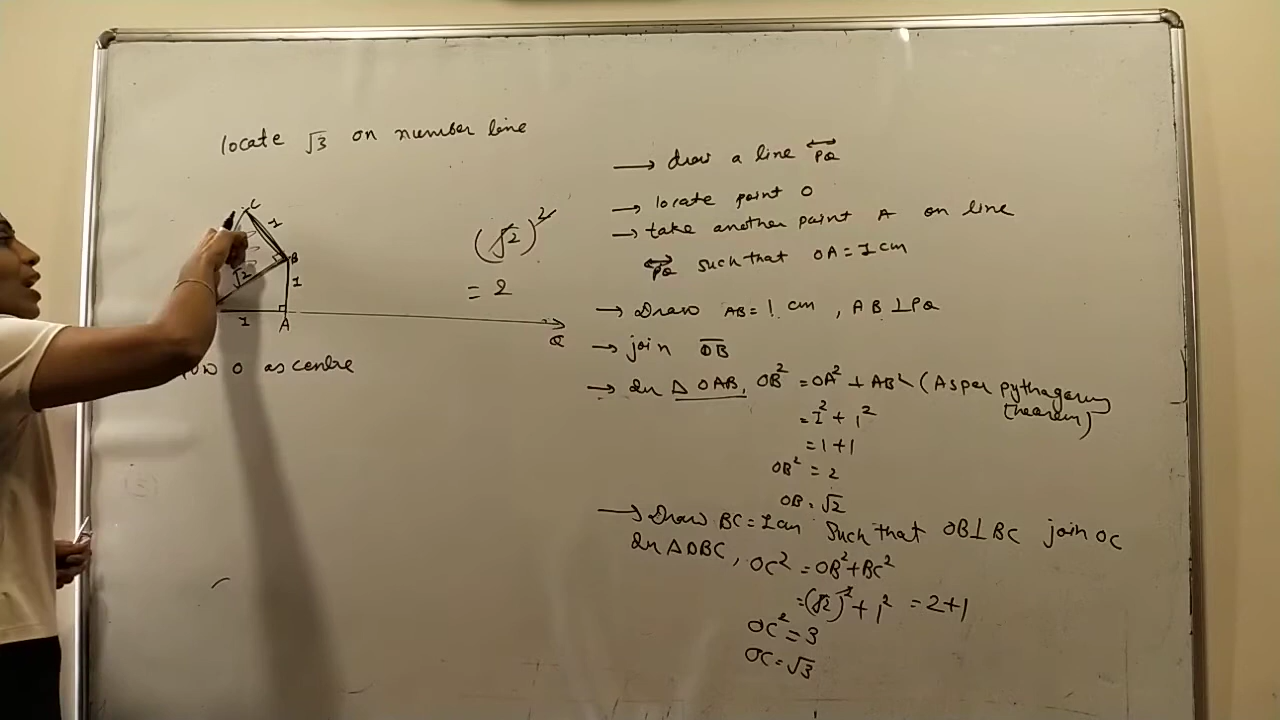 locate √3 on number line
C
1
B
√2
1
1
A
Q
O as centre
(√2)²
= 2
→ draw a line PQ
→ locate point O
→ take another point A on line
PQ such that OA = 1 cm
→ Draw AB = 1 cm , AB ⊥ PQ
→ join OB
→ In △ OAB, OB² = OA² + AB² (As per pythagorus theorem)
= 1² + 1²
= 1 + 1
OB² = 2
OB = √2
→ Draw BC = 1 cm such that OB ⊥ BC join OC
In △ OBC, OC² = OB² + BC²
= (√2)² + 1² = 2 + 1
OC² = 3
OC = √3